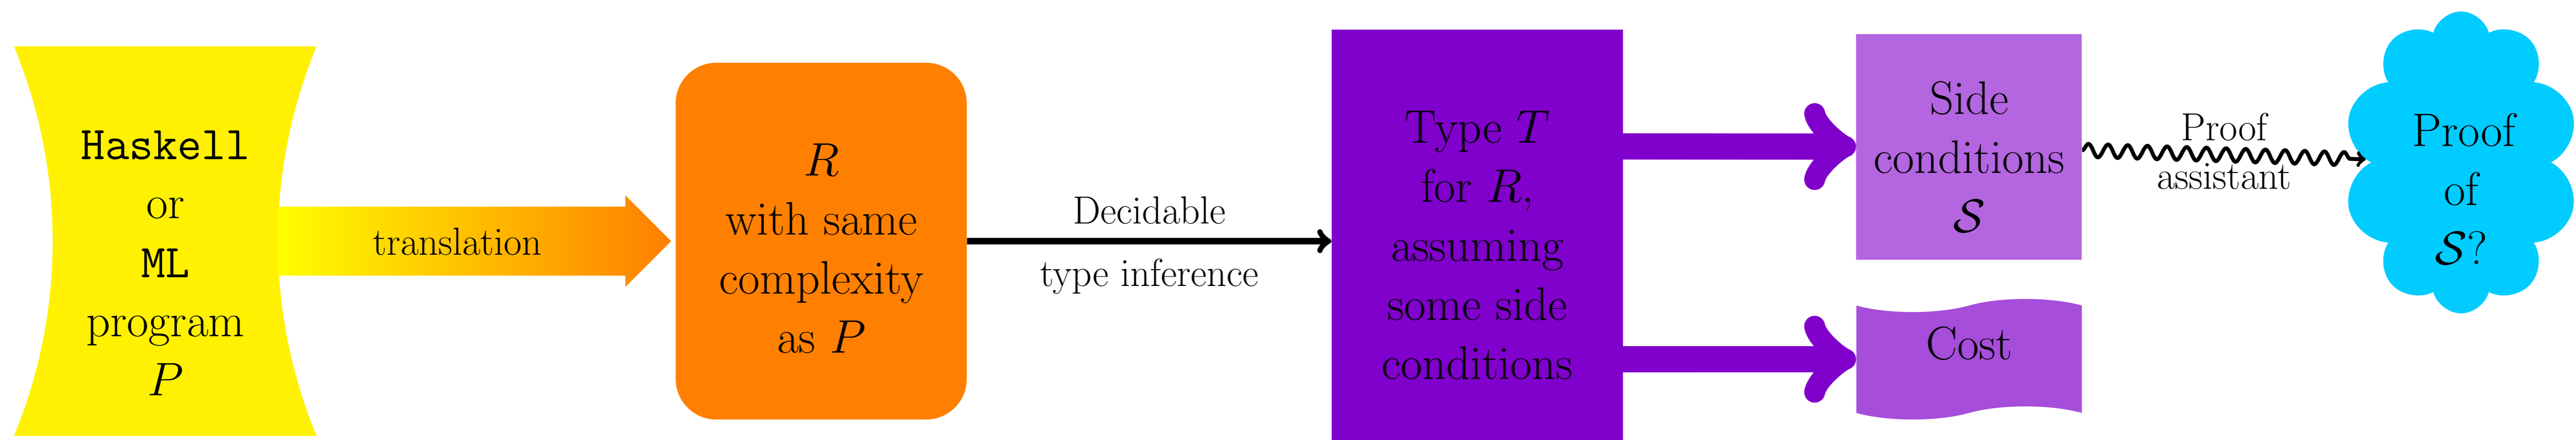 Haskell
or
ML
program
P
translation
R
with same
complexity
as P
Decidable
type inference
Type T
for R,
assuming
some side
conditions
Side
conditions
𝒮
Cost
Proof
assistant
Proof
of
𝒮?